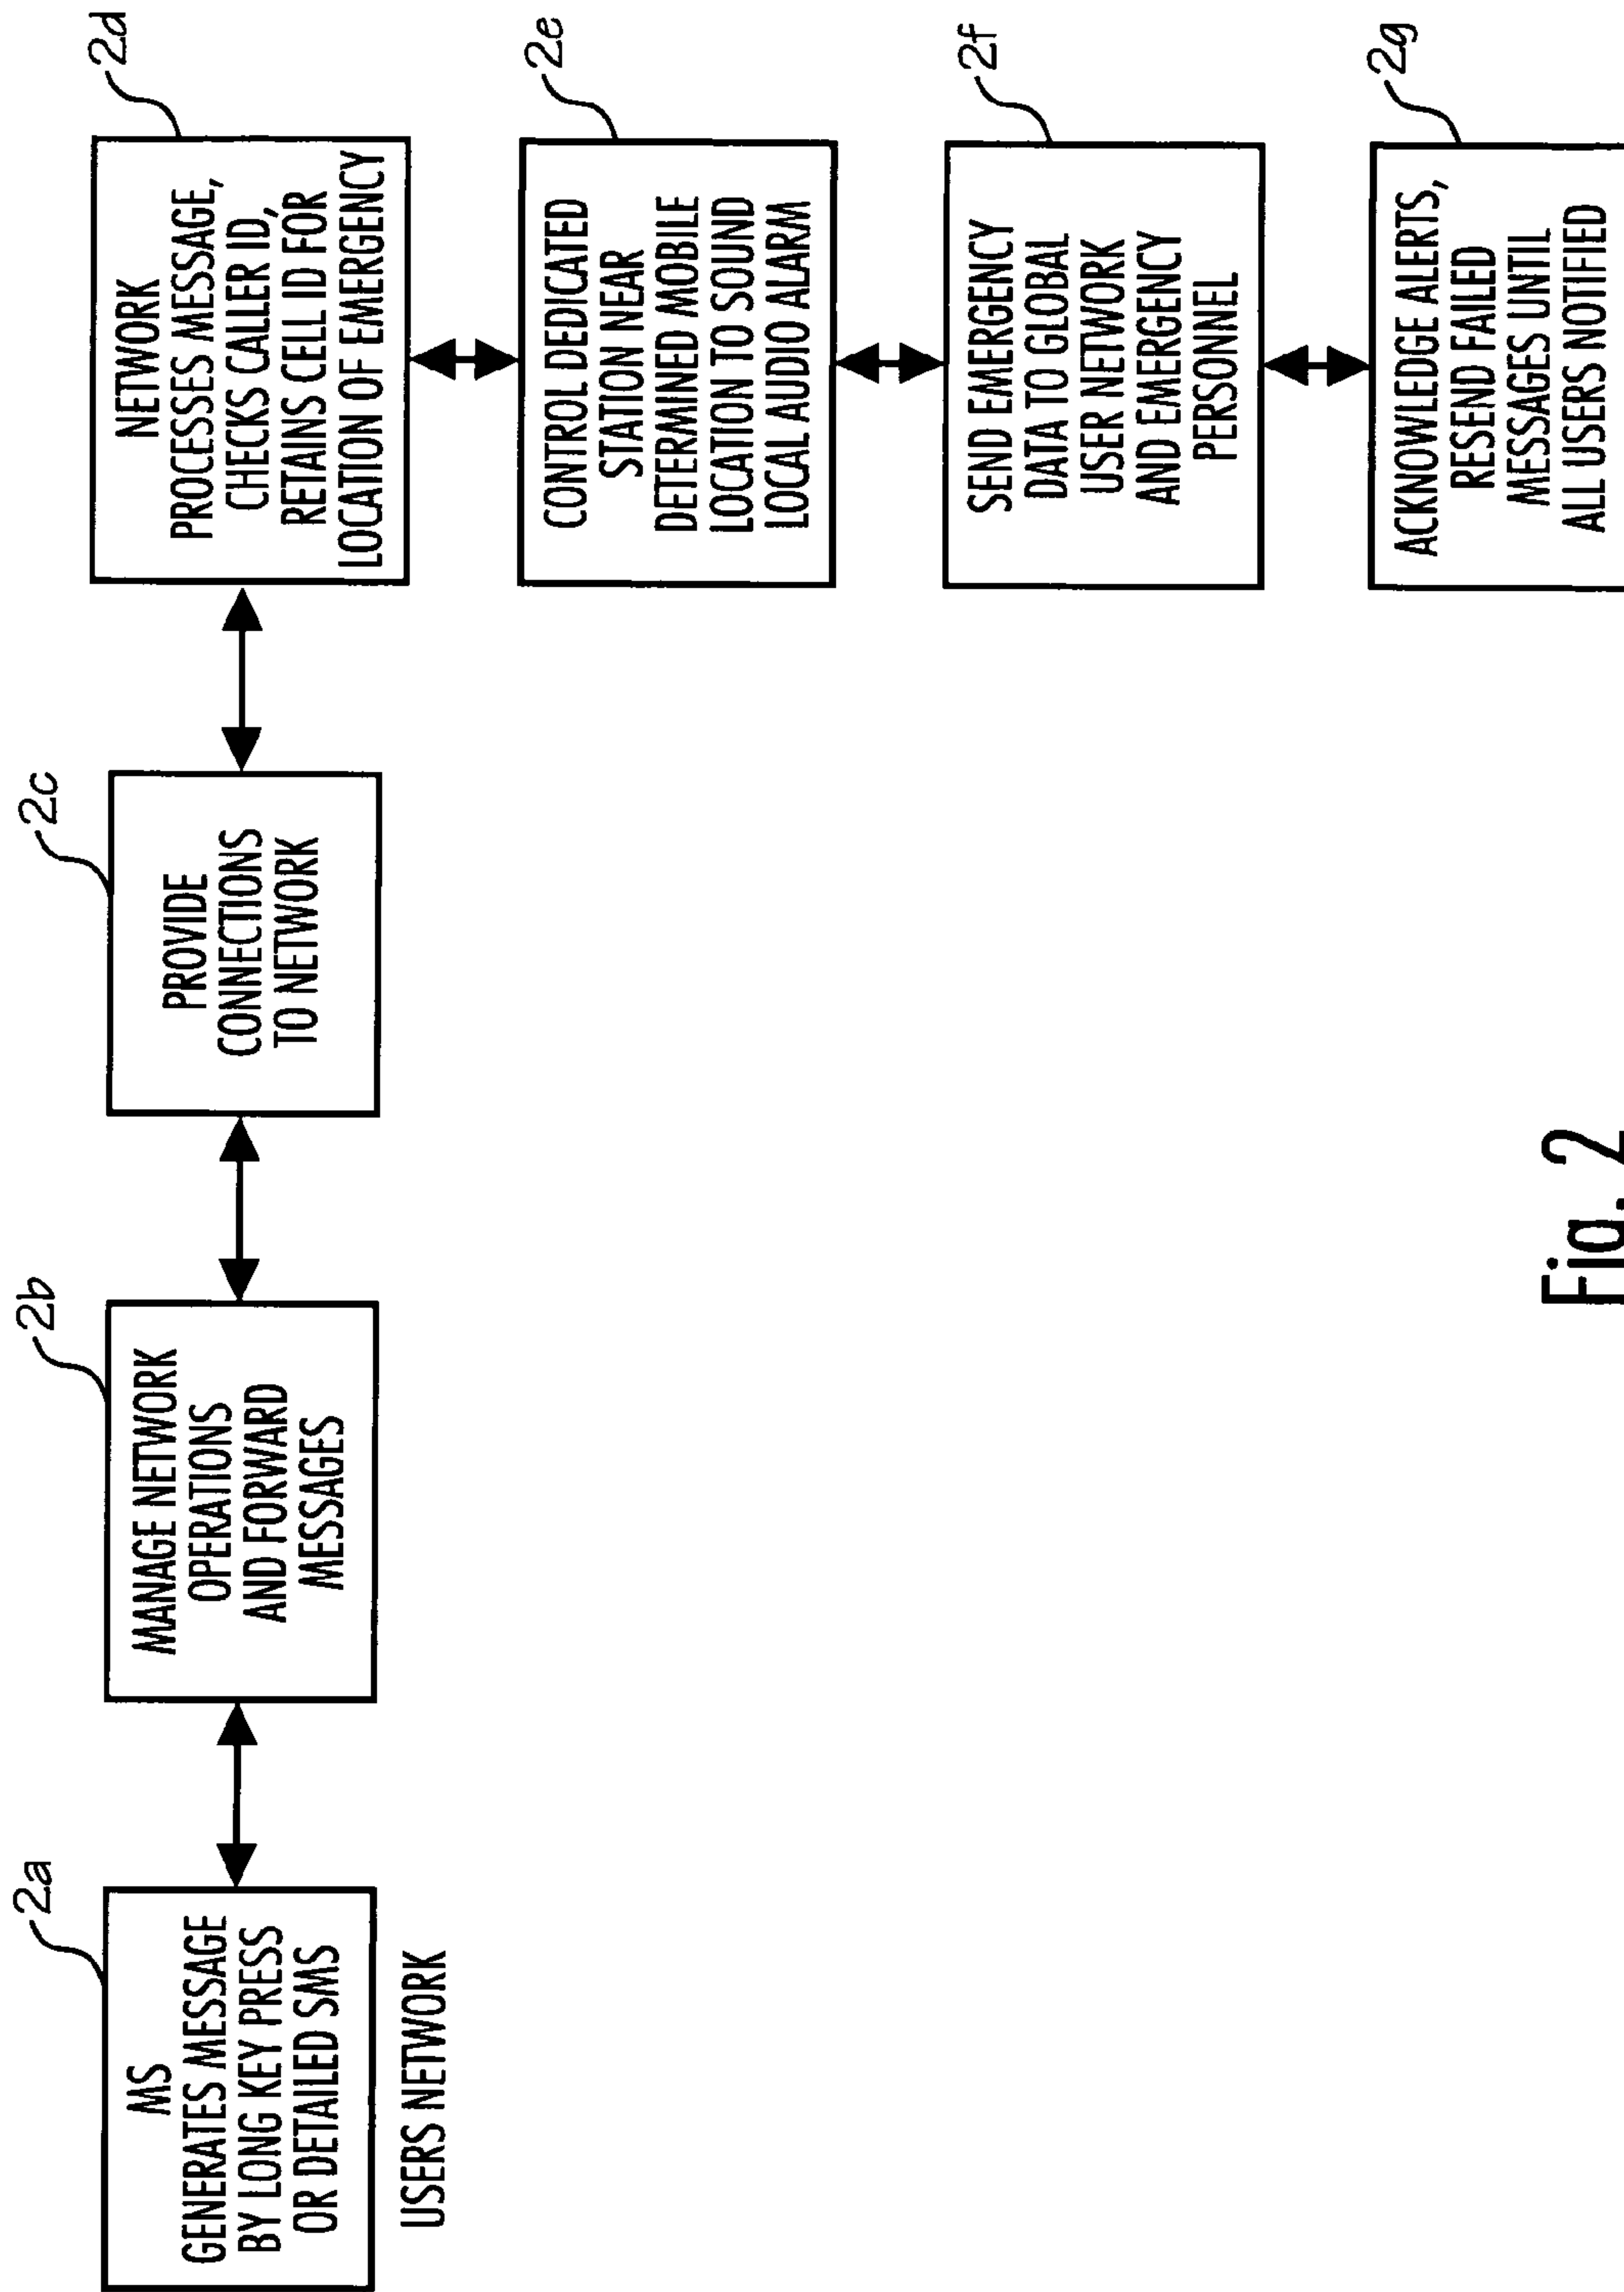 2a
MS
GENERATES MESSAGE
BY LONG KEY PRESS
OR DETAILED SMS
USERS NETWORK
2b
MANAGE NETWORK
OPERATIONS
AND FORWARD
MESSAGES
2c
PROVIDE
CONNECTIONS
TO NETWORK
2d
NETWORK
PROCESSES MESSAGE,
CHECKS CALLER ID,
RETAINS CELL ID FOR
LOCATION OF EMERGENCY
2e
CONTROL DEDICATED
STATION NEAR
DETERMINED MOBILE
LOCATION TO SOUND
LOCAL AUDIO ALARM
2f
SEND EMERGENCY
DATA TO GLOBAL
USER NETWORK
AND EMERGENCY
PERSONNEL
2g
ACKNOWLEDGE ALERTS,
RESEND FAILED
MESSAGES UNTIL
ALL USERS NOTIFIED
Fig. 2